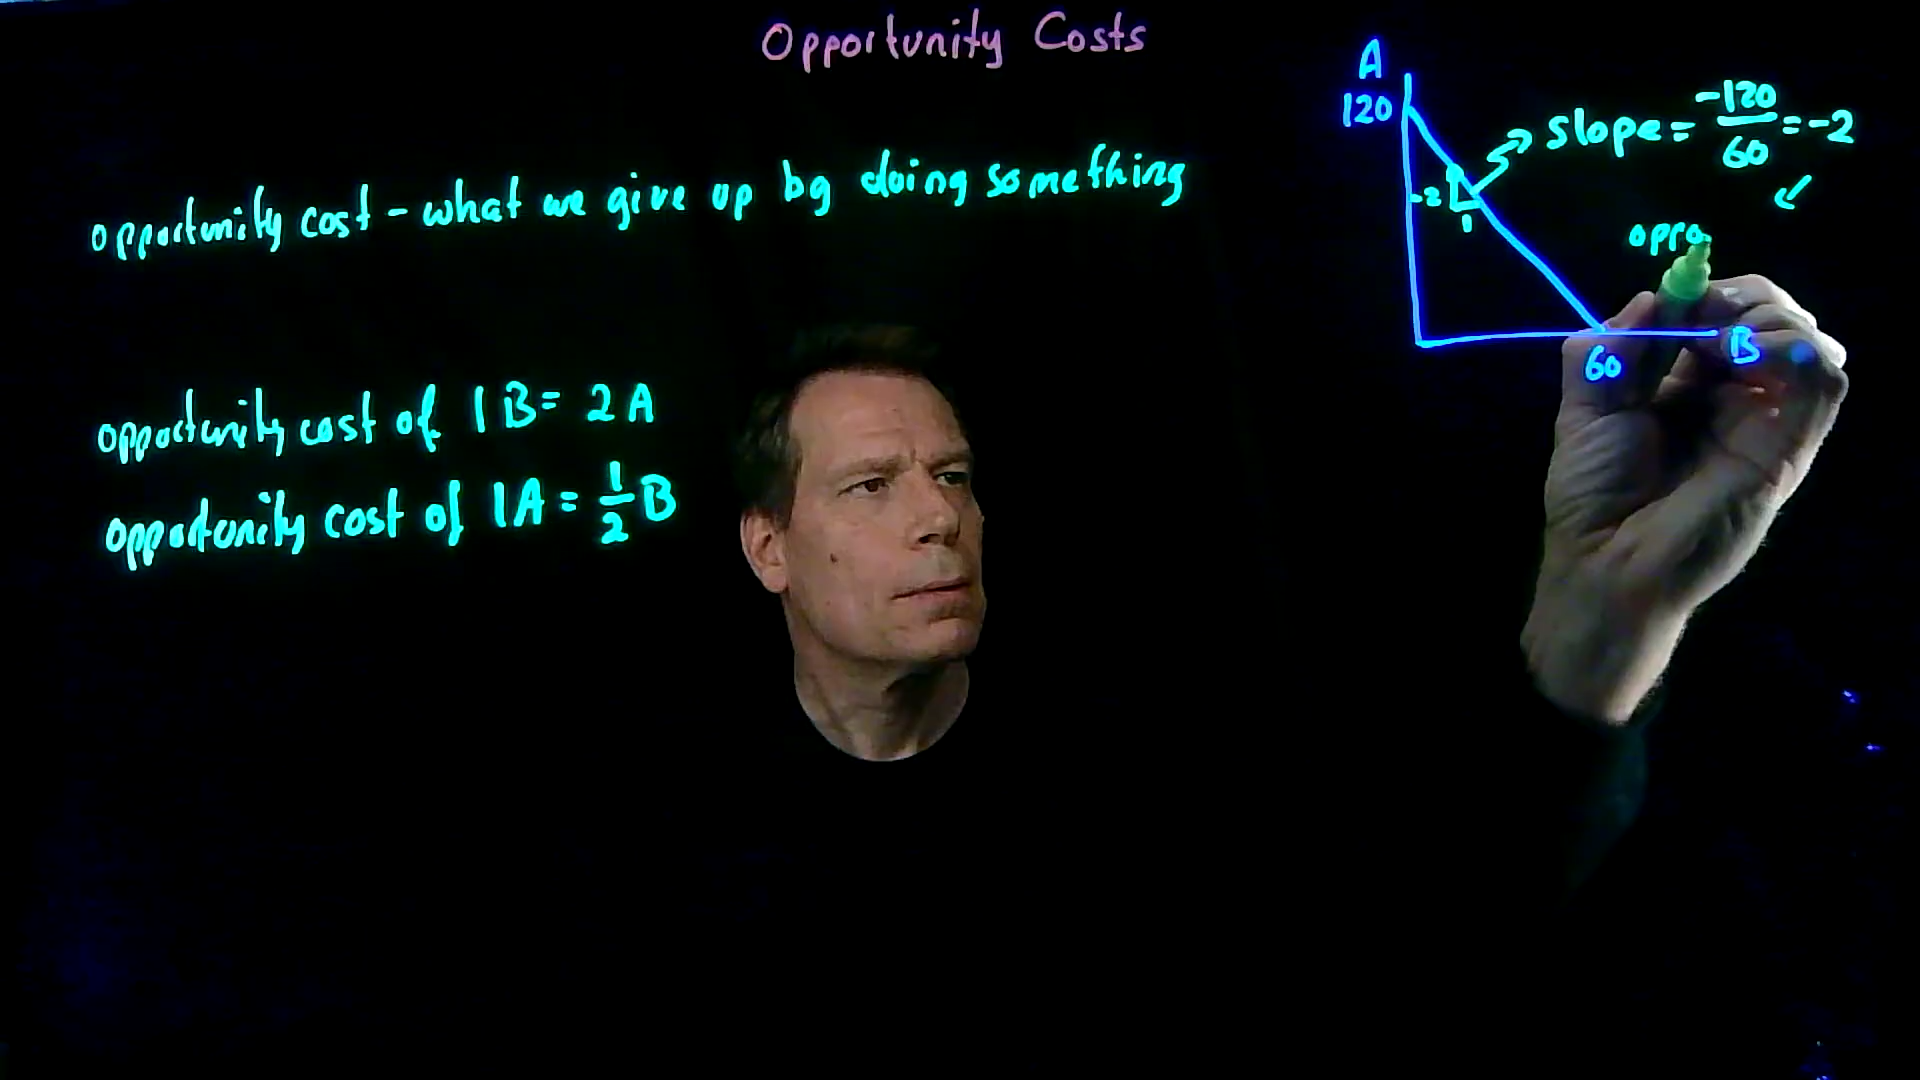 Opportunity Costs
opportunity cost - what we give up by doing something
opportunity cost of 1 B = 2 A
opportunity cost of 1A = 1/2 B
A
120
slope = -120/60 = -2
-2
1
oppo
60
B